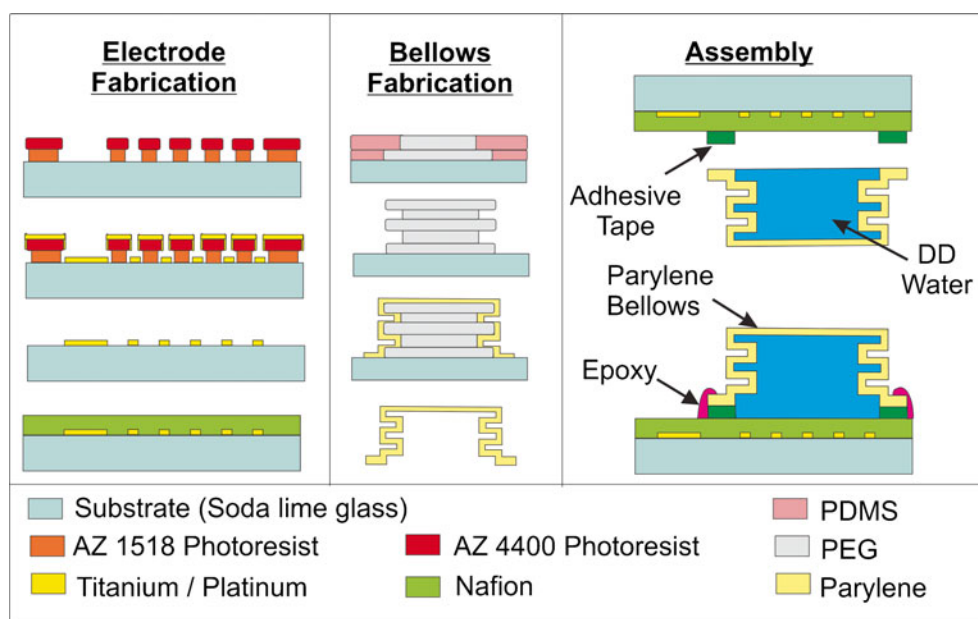 Electrode
Fabrication
Bellows
Fabrication
Assembly
Adhesive
Tape
DD
Water
Parylene
Bellows
Epoxy
Substrate (Soda lime glass)
PDMS
AZ 1518 Photoresist
AZ 4400 Photoresist
PEG
Titanium / Platinum
Nafion
Parylene